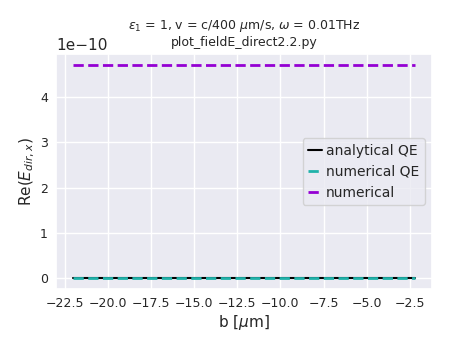 ε₁ = 1, v = c/400 μm/s, ω = 0.01THz
plot_fieldE_direct2.2.py
1e−10
4
3
2
1
0
Re(E_{dir, x})
analytical QE
numerical QE
numerical
−22.5 −20.0 −17.5 −15.0 −12.5 −10.0 −7.5 −5.0 −2.5
b [μm]